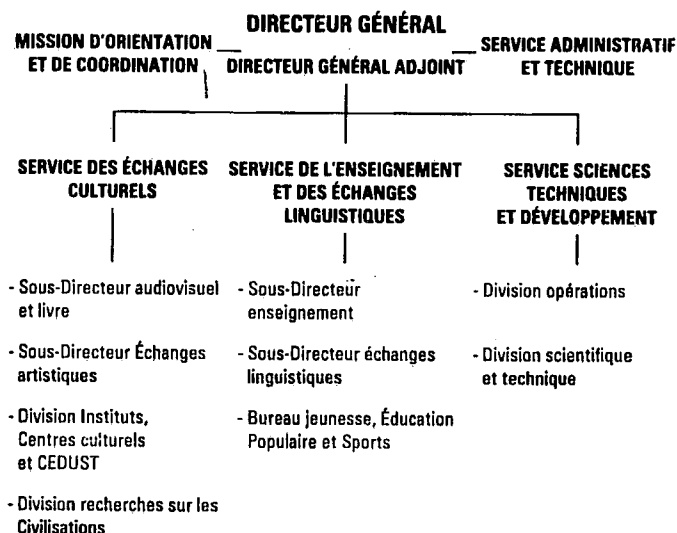 DIRECTEUR GÉNÉRAL
MISSION D'ORIENTATION
ET DE COORDINATION
DIRECTEUR GÉNÉRAL ADJOINT
SERVICE ADMINISTRATIF
ET TECHNIQUE
SERVICE DES ÉCHANGES
CULTURELS
- Sous-Directeur audiovisuel
et livre
- Sous-Directeur Échanges
artistiques
- Division Instituts,
Centres culturels
et CEDUST
- Division recherches sur les
Civilisations
SERVICE DE L'ENSEIGNEMENT
ET DES ÉCHANGES
LINGUISTIQUES
- Sous-Directeur
enseignement
- Sous-Directeur échanges
linguistiques
- Bureau jeunesse, Éducation
Populaire et Sports
SERVICE SCIENCES
TECHNIQUES
ET DÉVELOPPEMENT
- Division opérations
- Division scientifique
et technique